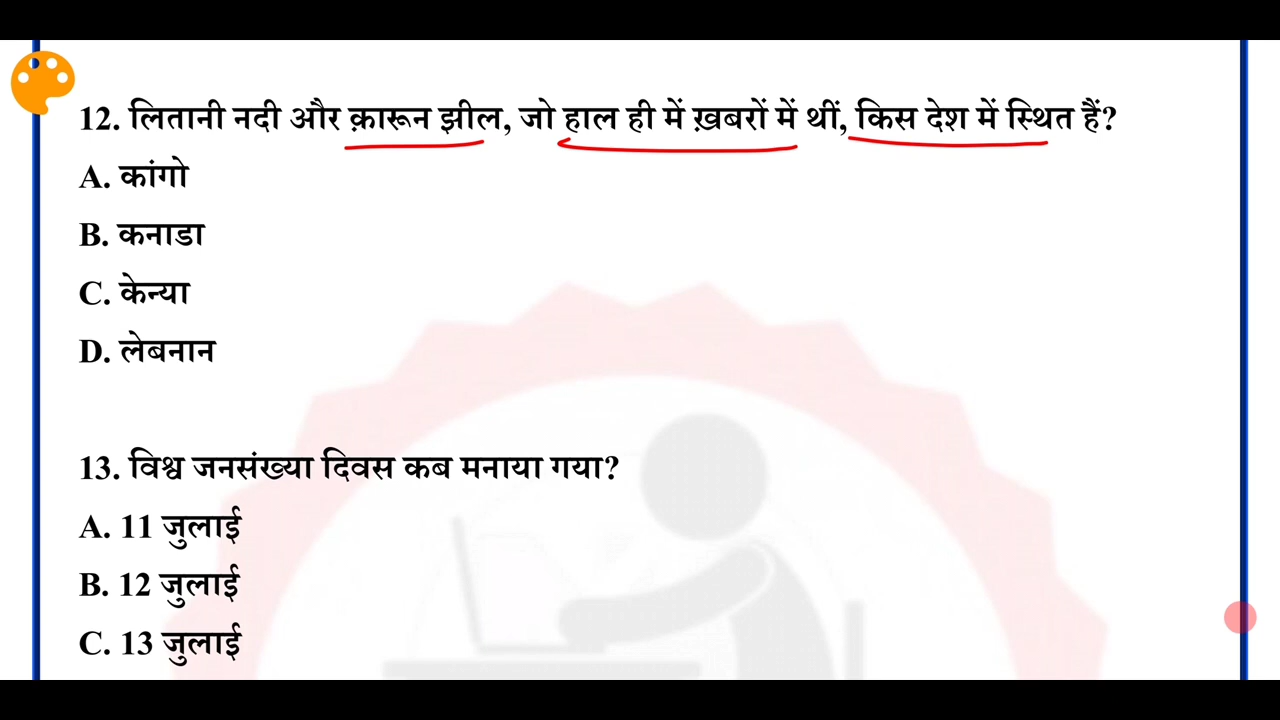 12. लितानी नदी और क़ारून झील, जो हाल ही में ख़बरों में थीं, किस देश में स्थित हैं?
A. कांगो
B. कनाडा
C. केन्या
D. लेबनान
13. विश्व जनसंख्या दिवस कब मनाया गया?
A. 11 जुलाई
B. 12 जुलाई
C. 13 जुलाई